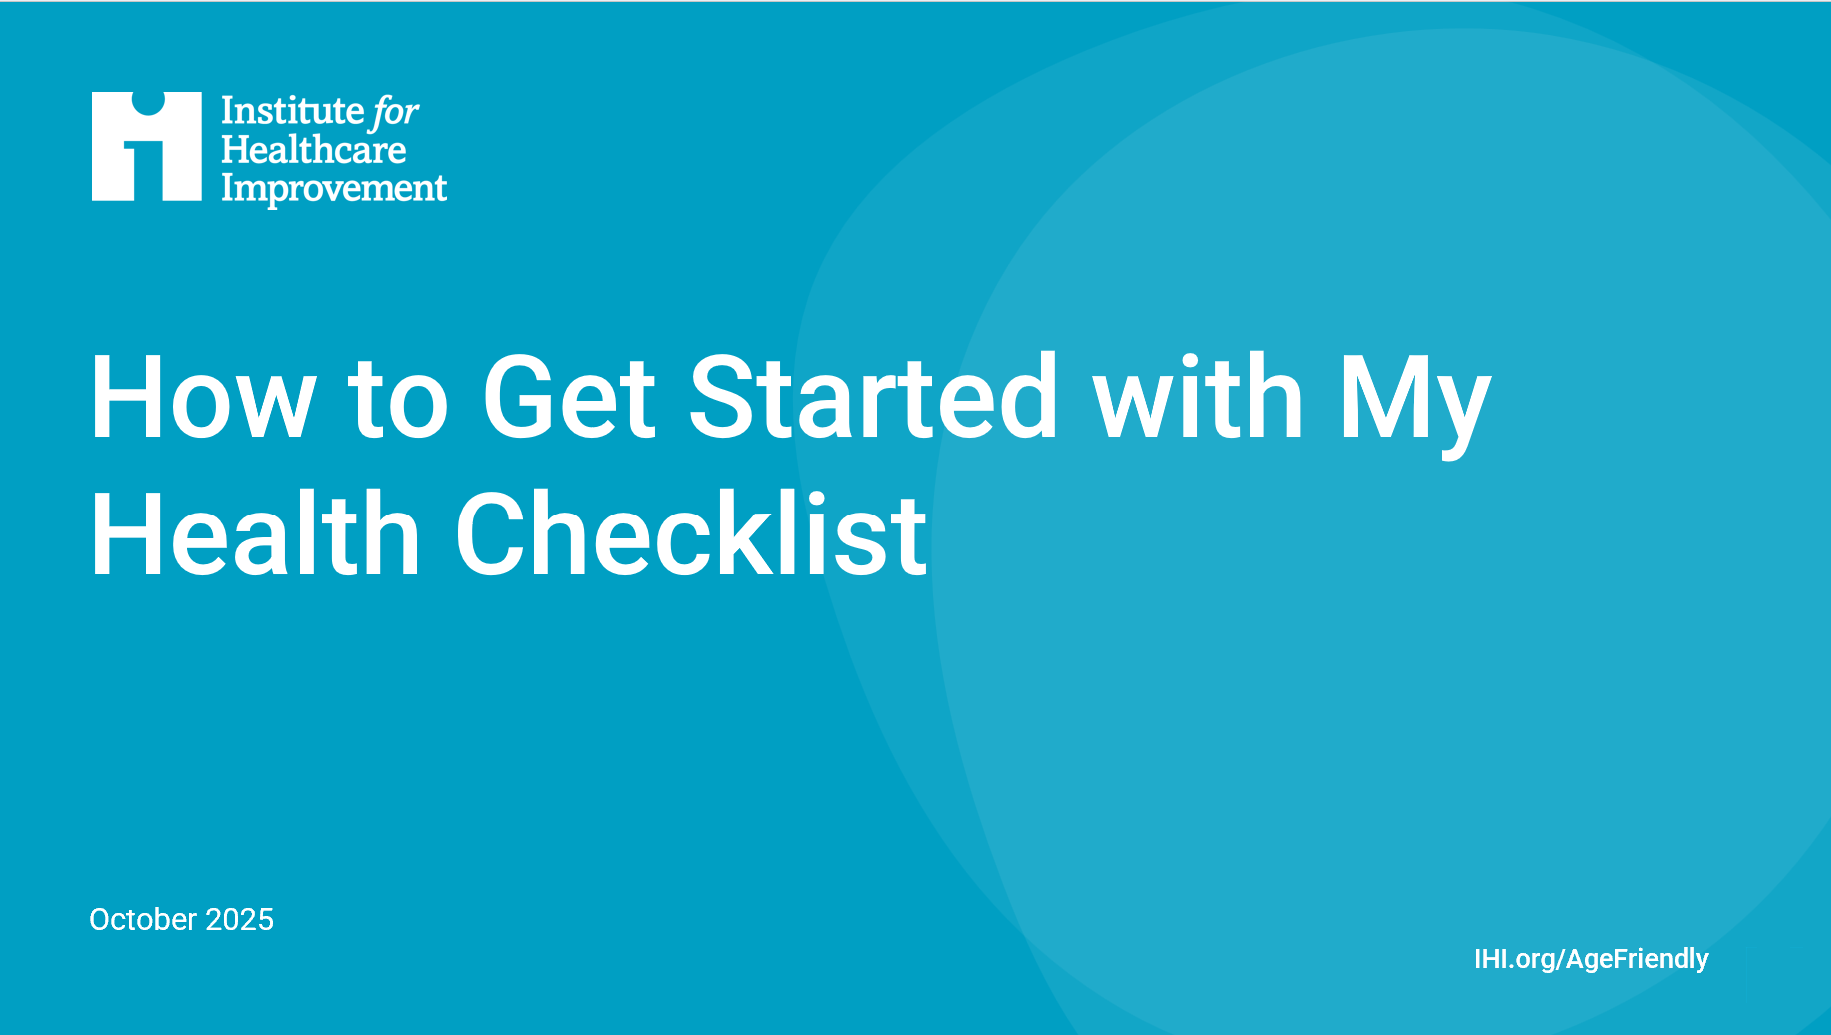 Institute for
Healthcare
Improvement
How to Get Started with My
Health Checklist
October 2025
IHI.org/AgeFriendly